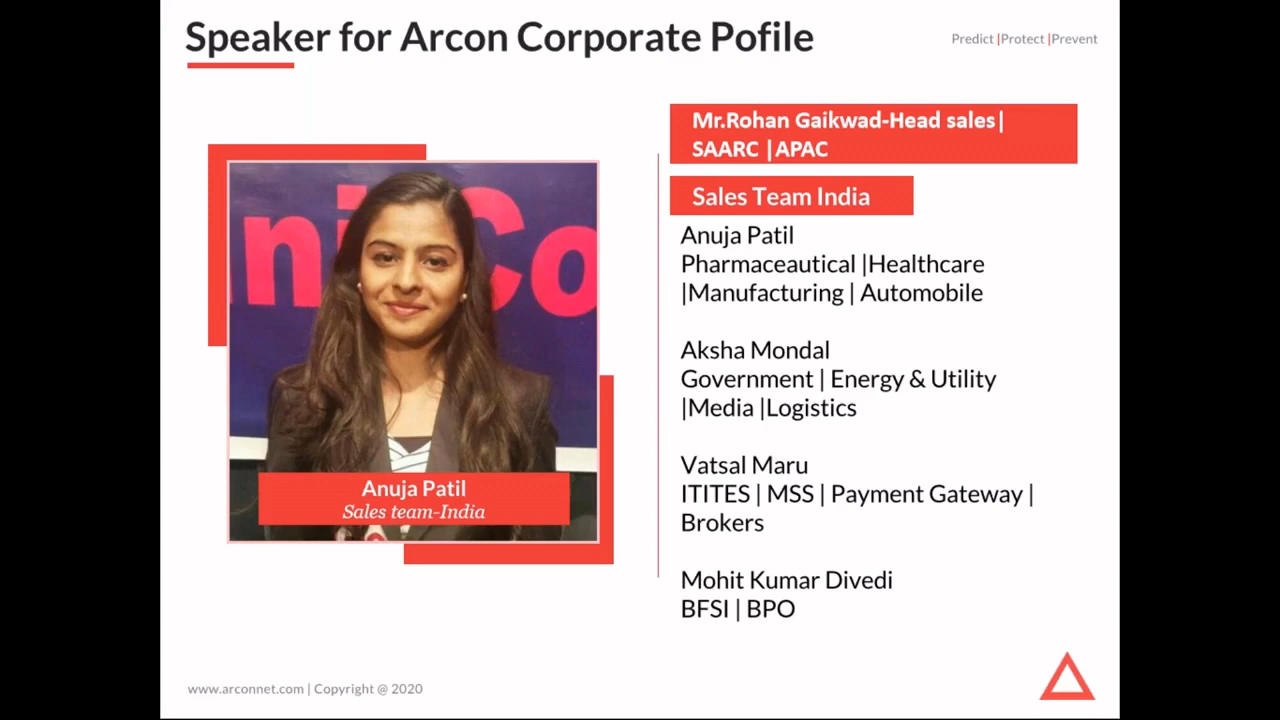 Speaker for Arcon Corporate Pofile
Predict |Protect |Prevent
Mr.Rohan Gaikwad-Head sales|
SAARC |APAC
Sales Team India
Anuja Patil
Pharmaceautical |Healthcare
|Manufacturing | Automobile
Aksha Mondal
Government | Energy & Utility
|Media |Logistics
Vatsal Maru
ITITES | MSS | Payment Gateway |
Brokers
Mohit Kumar Divedi
BFSI | BPO
Anuja Patil
Sales team-India
www.arconnet.com | Copyright @ 2020